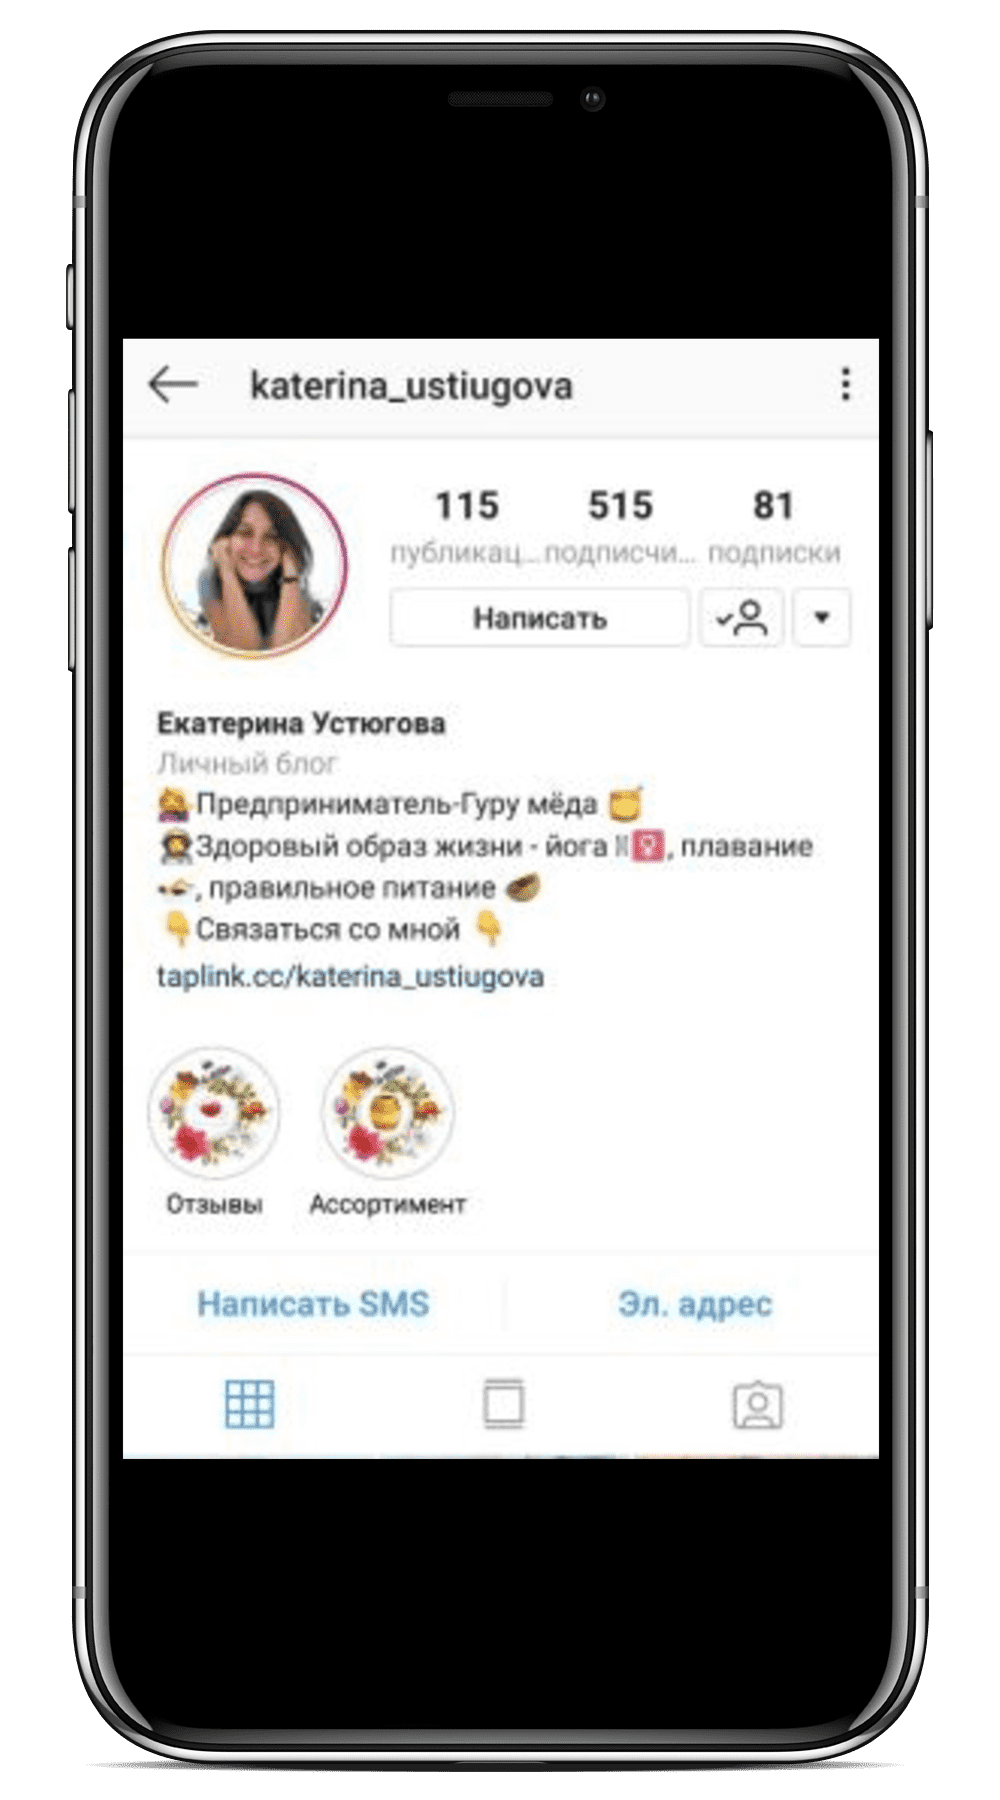 katerina_ustiugova
115 515 81
публикац... подписчи... подписки
Написать
Екатерина Устюгова
Личный блог
Предприниматель-Гуру мёда
Здоровый образ жизни - йога, плавание
, правильное питание
Связаться со мной
taplink.cc/katerina_ustiugova
Отзывы Ассортимент
Написать SMS Эл. адрес